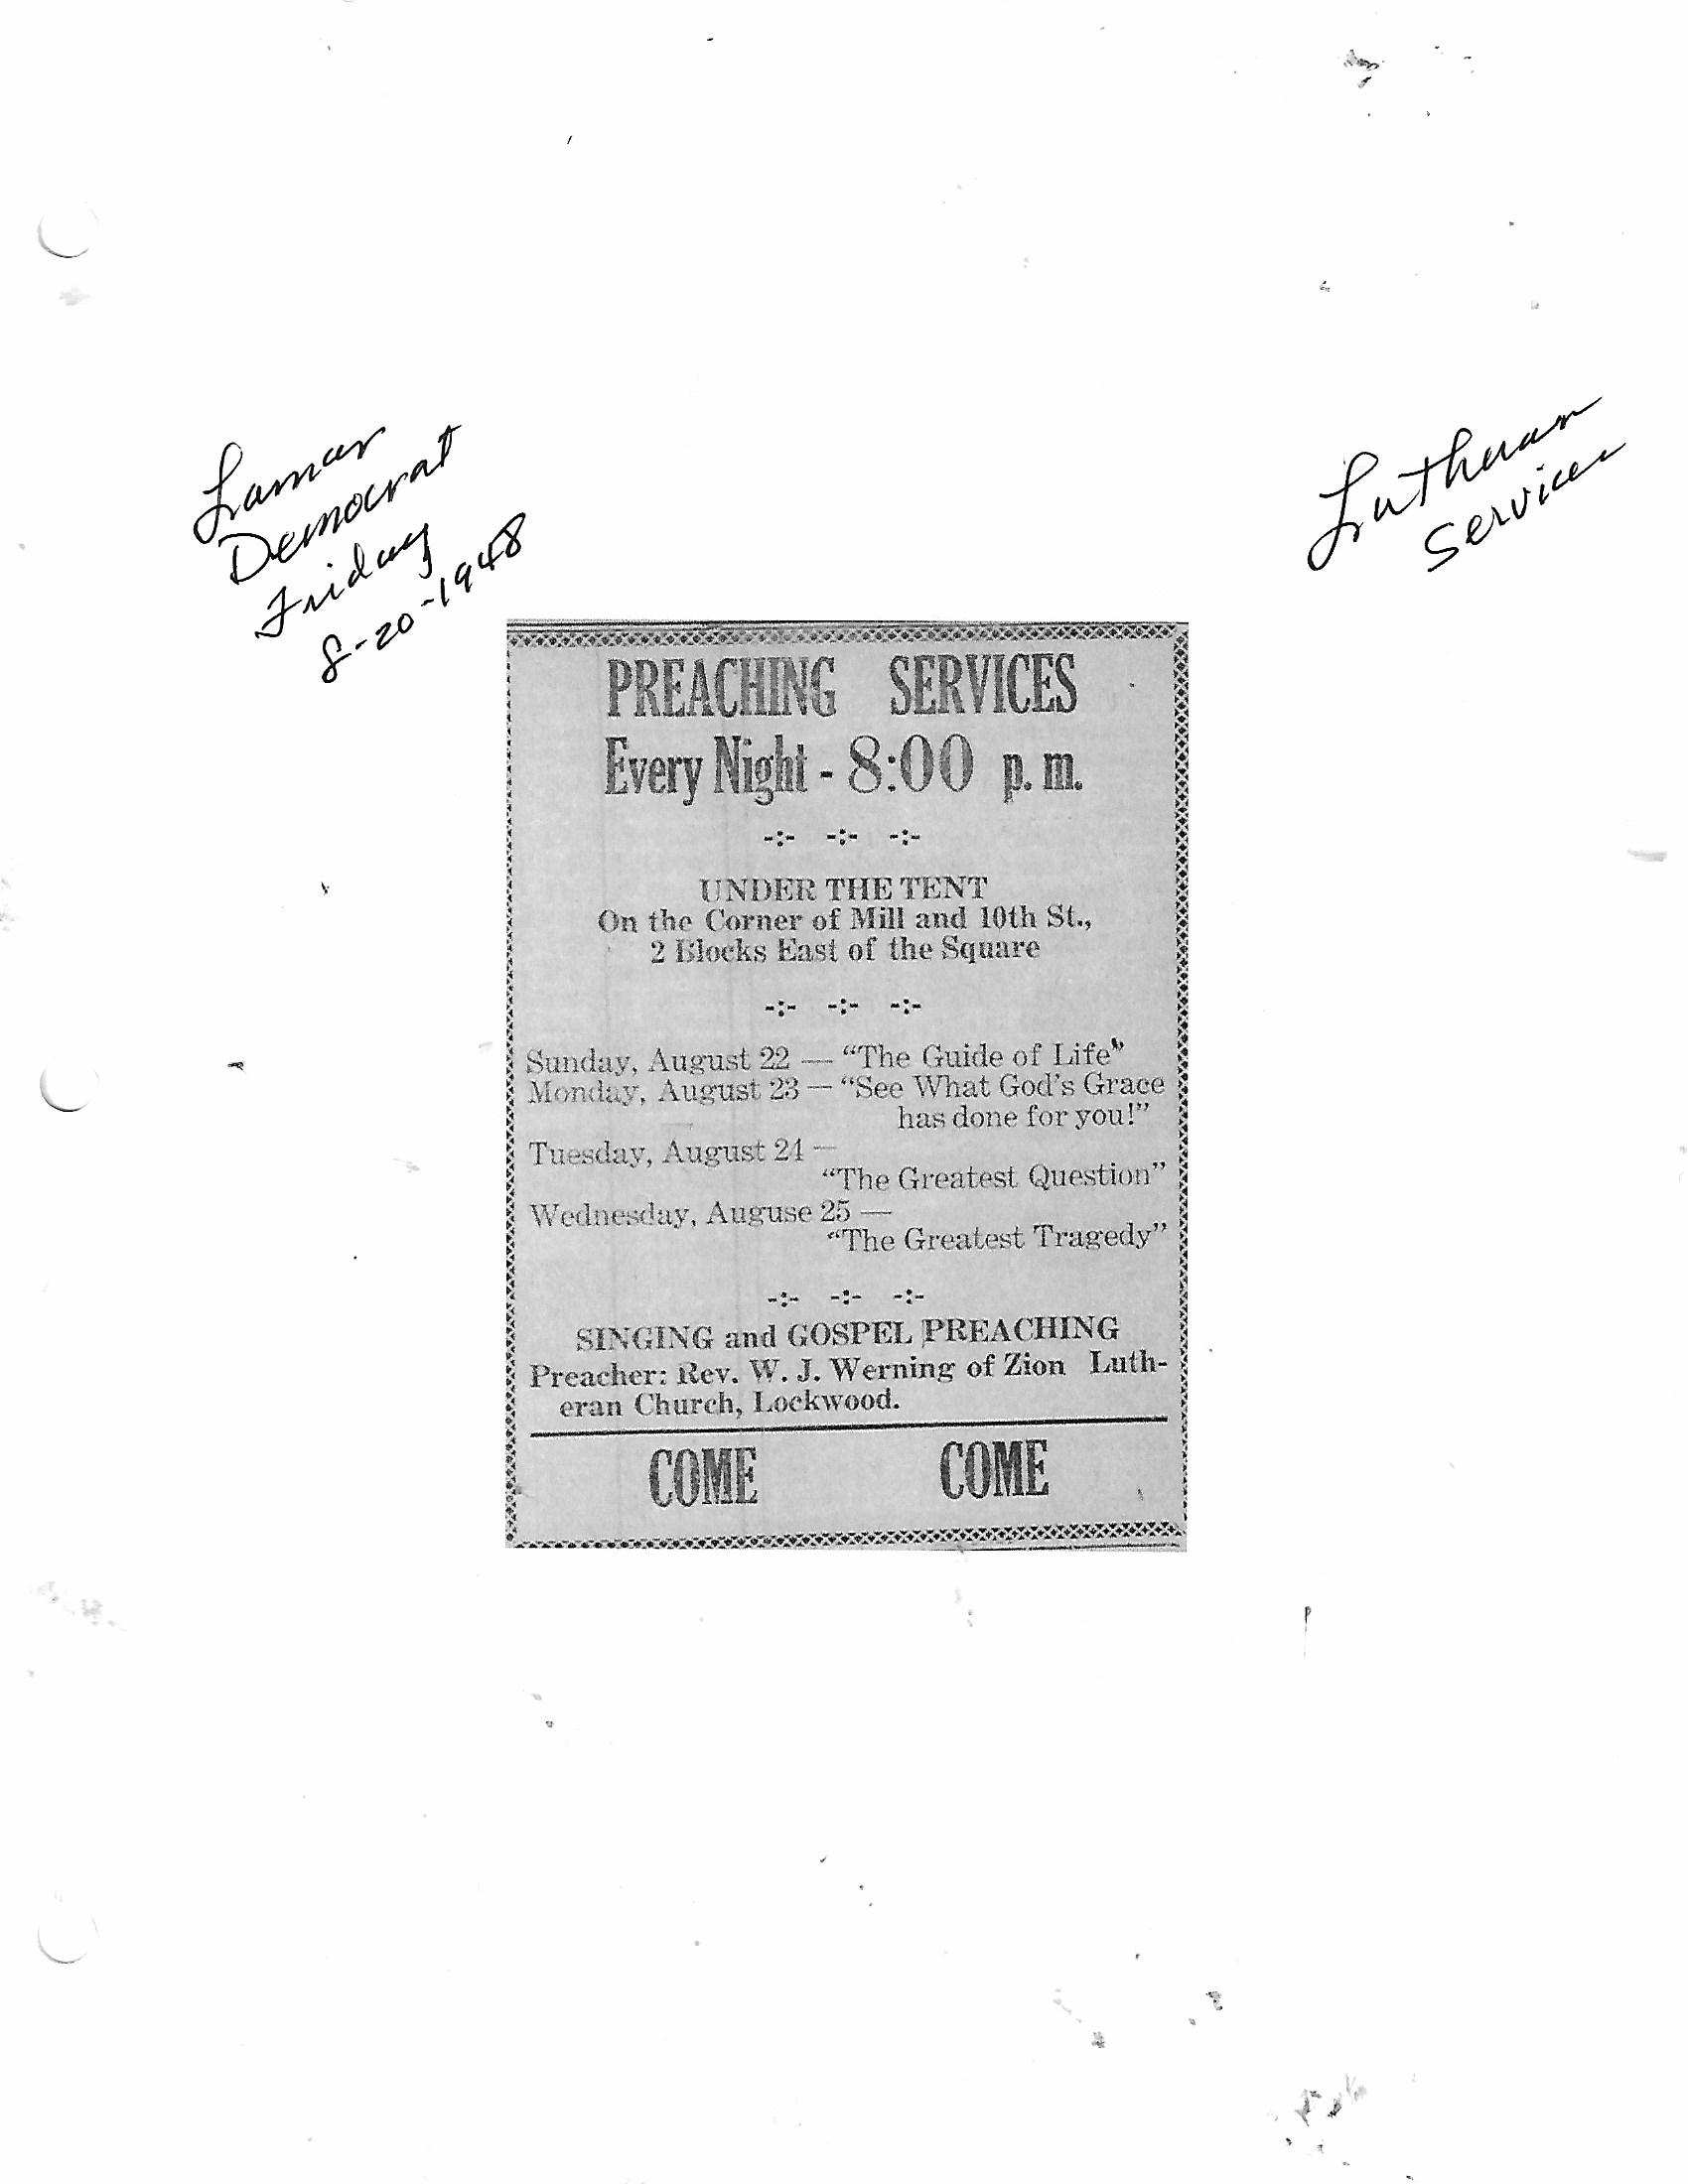 Lamar
Democrat
Friday
8-20-1948
Lutheran
Service
PREACHING SERVICES
Every Night - 8:00 p. m.
-:- -:- -:-
UNDER THE TENT
On the Corner of Mill and 10th St.,
2 Blocks East of the Square
-:- -:- -:-
Sunday, August 22 — “The Guide of Life”
Monday, August 23 — “See What God’s Grace
has done for you!”
Tuesday, August 24 —
“The Greatest Question”
Wednesday, Auguse 25 —
“The Greatest Tragedy”
-:- -:- -:-
SINGING and GOSPEL PREACHING
Preacher: Rev. W. J. Werning of Zion Luth-
eran Church, Lockwood.
COME COME